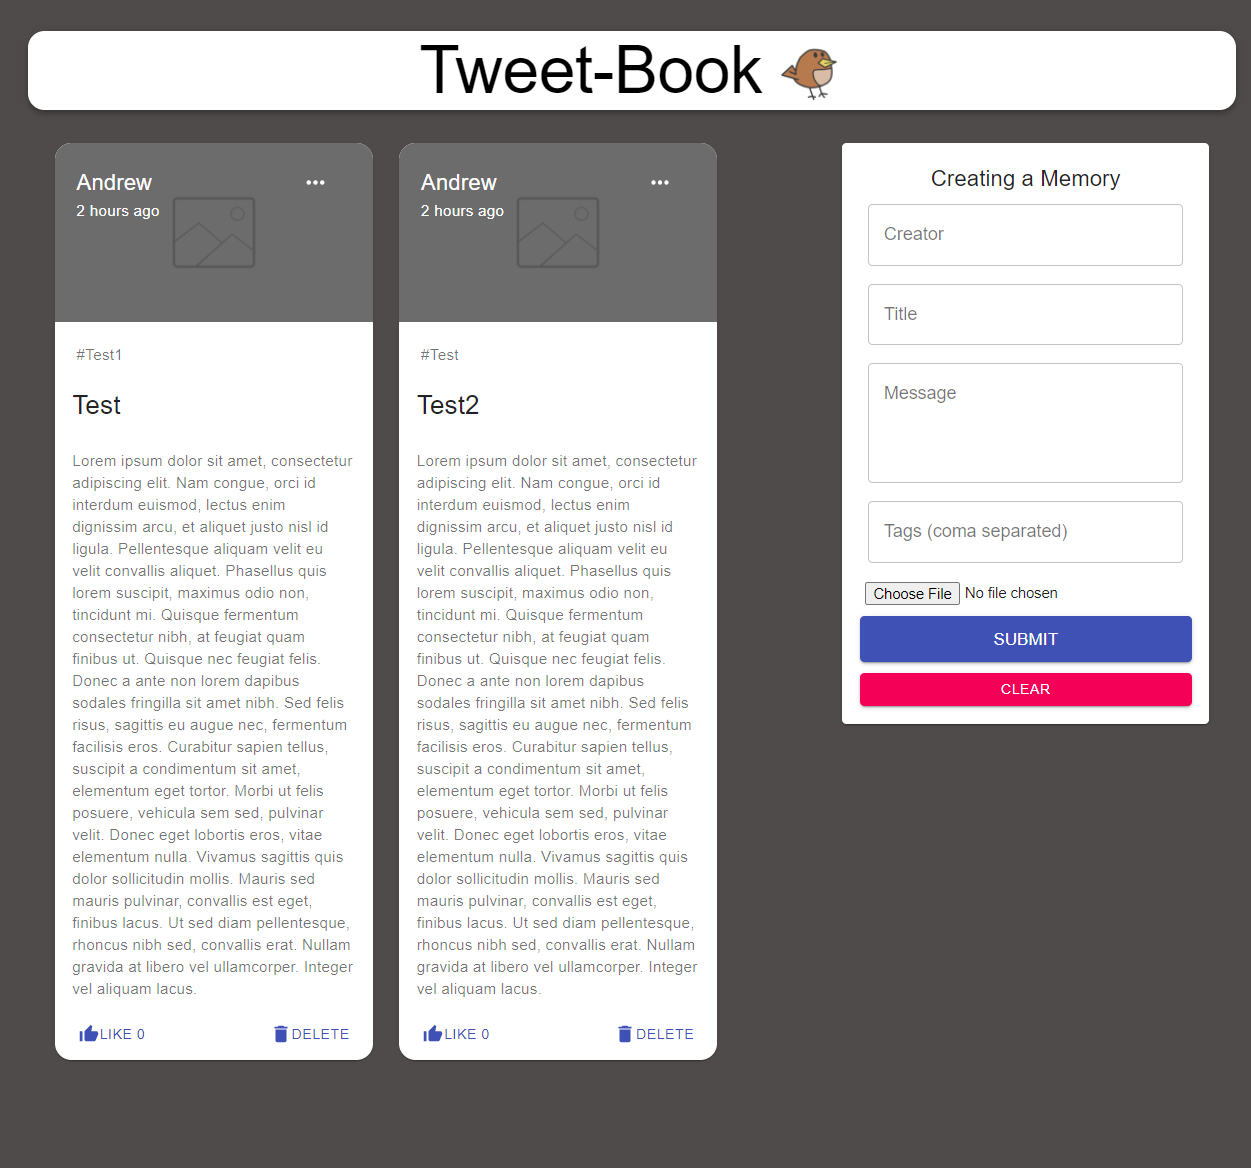 Tweet-Book
Andrew
2 hours ago
#Test1
Test
Lorem ipsum dolor sit amet, consectetur
adipiscing elit. Nam congue, orci id
interdum euismod, lectus enim
dignissim arcu, et aliquet justo nisl id
ligula. Pellentesque aliquam velit eu
velit convallis aliquet. Phasellus quis
lorem suscipit, maximus odio non,
tincidunt mi. Quisque fermentum
consectetur nibh, at feugiat quam
finibus ut. Quisque nec feugiat felis.
Donec a ante non lorem dapibus
sodales fringilla sit amet nibh. Sed felis
risus, sagittis eu augue nec, fermentum
facilisis eros. Curabitur sapien tellus,
suscipit a condimentum sit amet,
elementum eget tortor. Morbi ut felis
posuere, vehicula sem sed, pulvinar
velit. Donec eget lobortis eros, vitae
elementum nulla. Vivamus sagittis quis
dolor sollicitudin mollis. Mauris sed
mauris pulvinar, convallis est eget,
finibus lacus. Ut sed diam pellentesque,
rhoncus nibh sed, convallis erat. Nullam
gravida at libero vel ullamcorper. Integer
vel aliquam lacus.
LIKE 0 DELETE
Andrew
2 hours ago
#Test
Test2
Lorem ipsum dolor sit amet, consectetur
adipiscing elit. Nam congue, orci id
interdum euismod, lectus enim
dignissim arcu, et aliquet justo nisl id
ligula. Pellentesque aliquam velit eu
velit convallis aliquet. Phasellus quis
lorem suscipit, maximus odio non,
tincidunt mi. Quisque fermentum
consectetur nibh, at feugiat quam
finibus ut. Quisque nec feugiat felis.
Donec a ante non lorem dapibus
sodales fringilla sit amet nibh. Sed felis
risus, sagittis eu augue nec, fermentum
facilisis eros. Curabitur sapien tellus,
suscipit a condimentum sit amet,
elementum eget tortor. Morbi ut felis
posuere, vehicula sem sed, pulvinar
velit. Donec eget lobortis eros, vitae
elementum nulla. Vivamus sagittis quis
dolor sollicitudin mollis. Mauris sed
mauris pulvinar, convallis est eget,
finibus lacus. Ut sed diam pellentesque,
rhoncus nibh sed, convallis erat. Nullam
gravida at libero vel ullamcorper. Integer
vel aliquam lacus.
LIKE 0 DELETE
Creating a Memory
Creator
Title
Message
Tags (coma separated)
Choose File No file chosen
SUBMIT
CLEAR